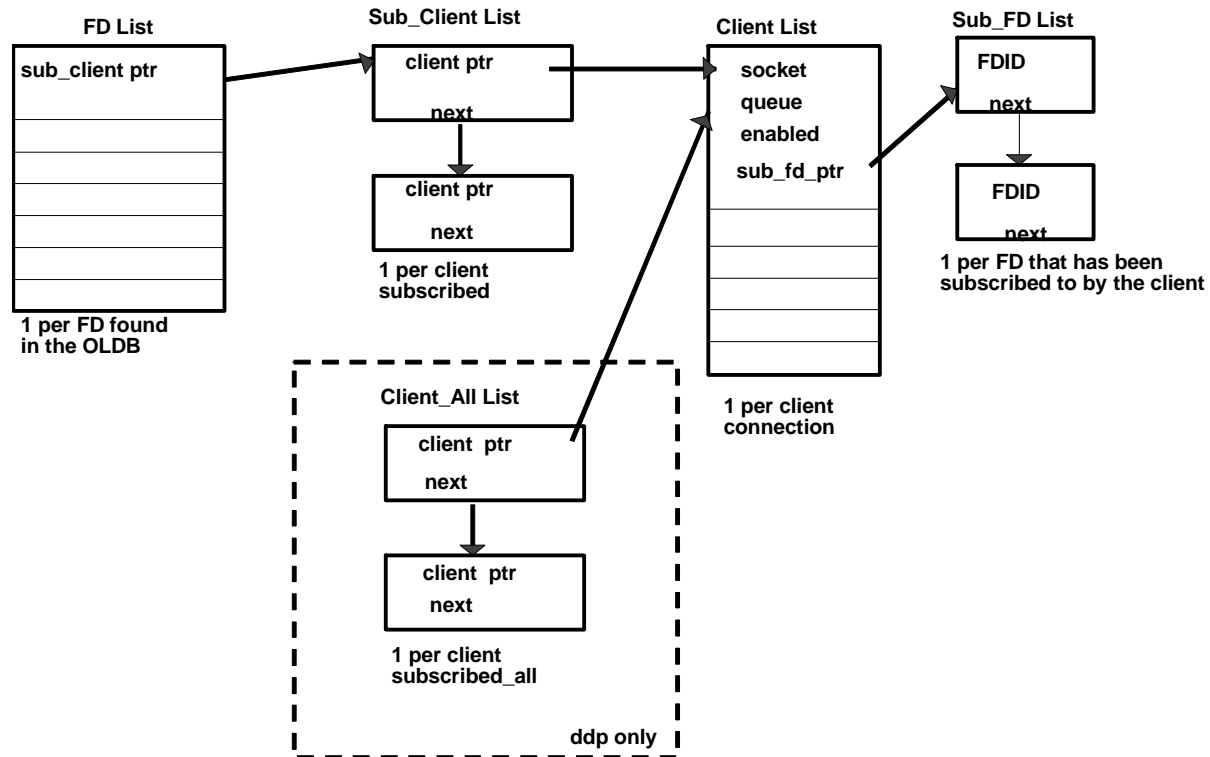 FD List
sub_client ptr
1 per FD found
in the OLDB
Sub_Client List
client ptr
next
client ptr
next
1 per client
subscribed
Client List
socket
queue
enabled
sub_fd_ptr
1 per client
connection
Sub_FD List
FDID
next
FDID
next
1 per FD that has been
subscribed to by the client
Client_All List
client ptr
next
client ptr
next
1 per client
subscribed_all
ddp only